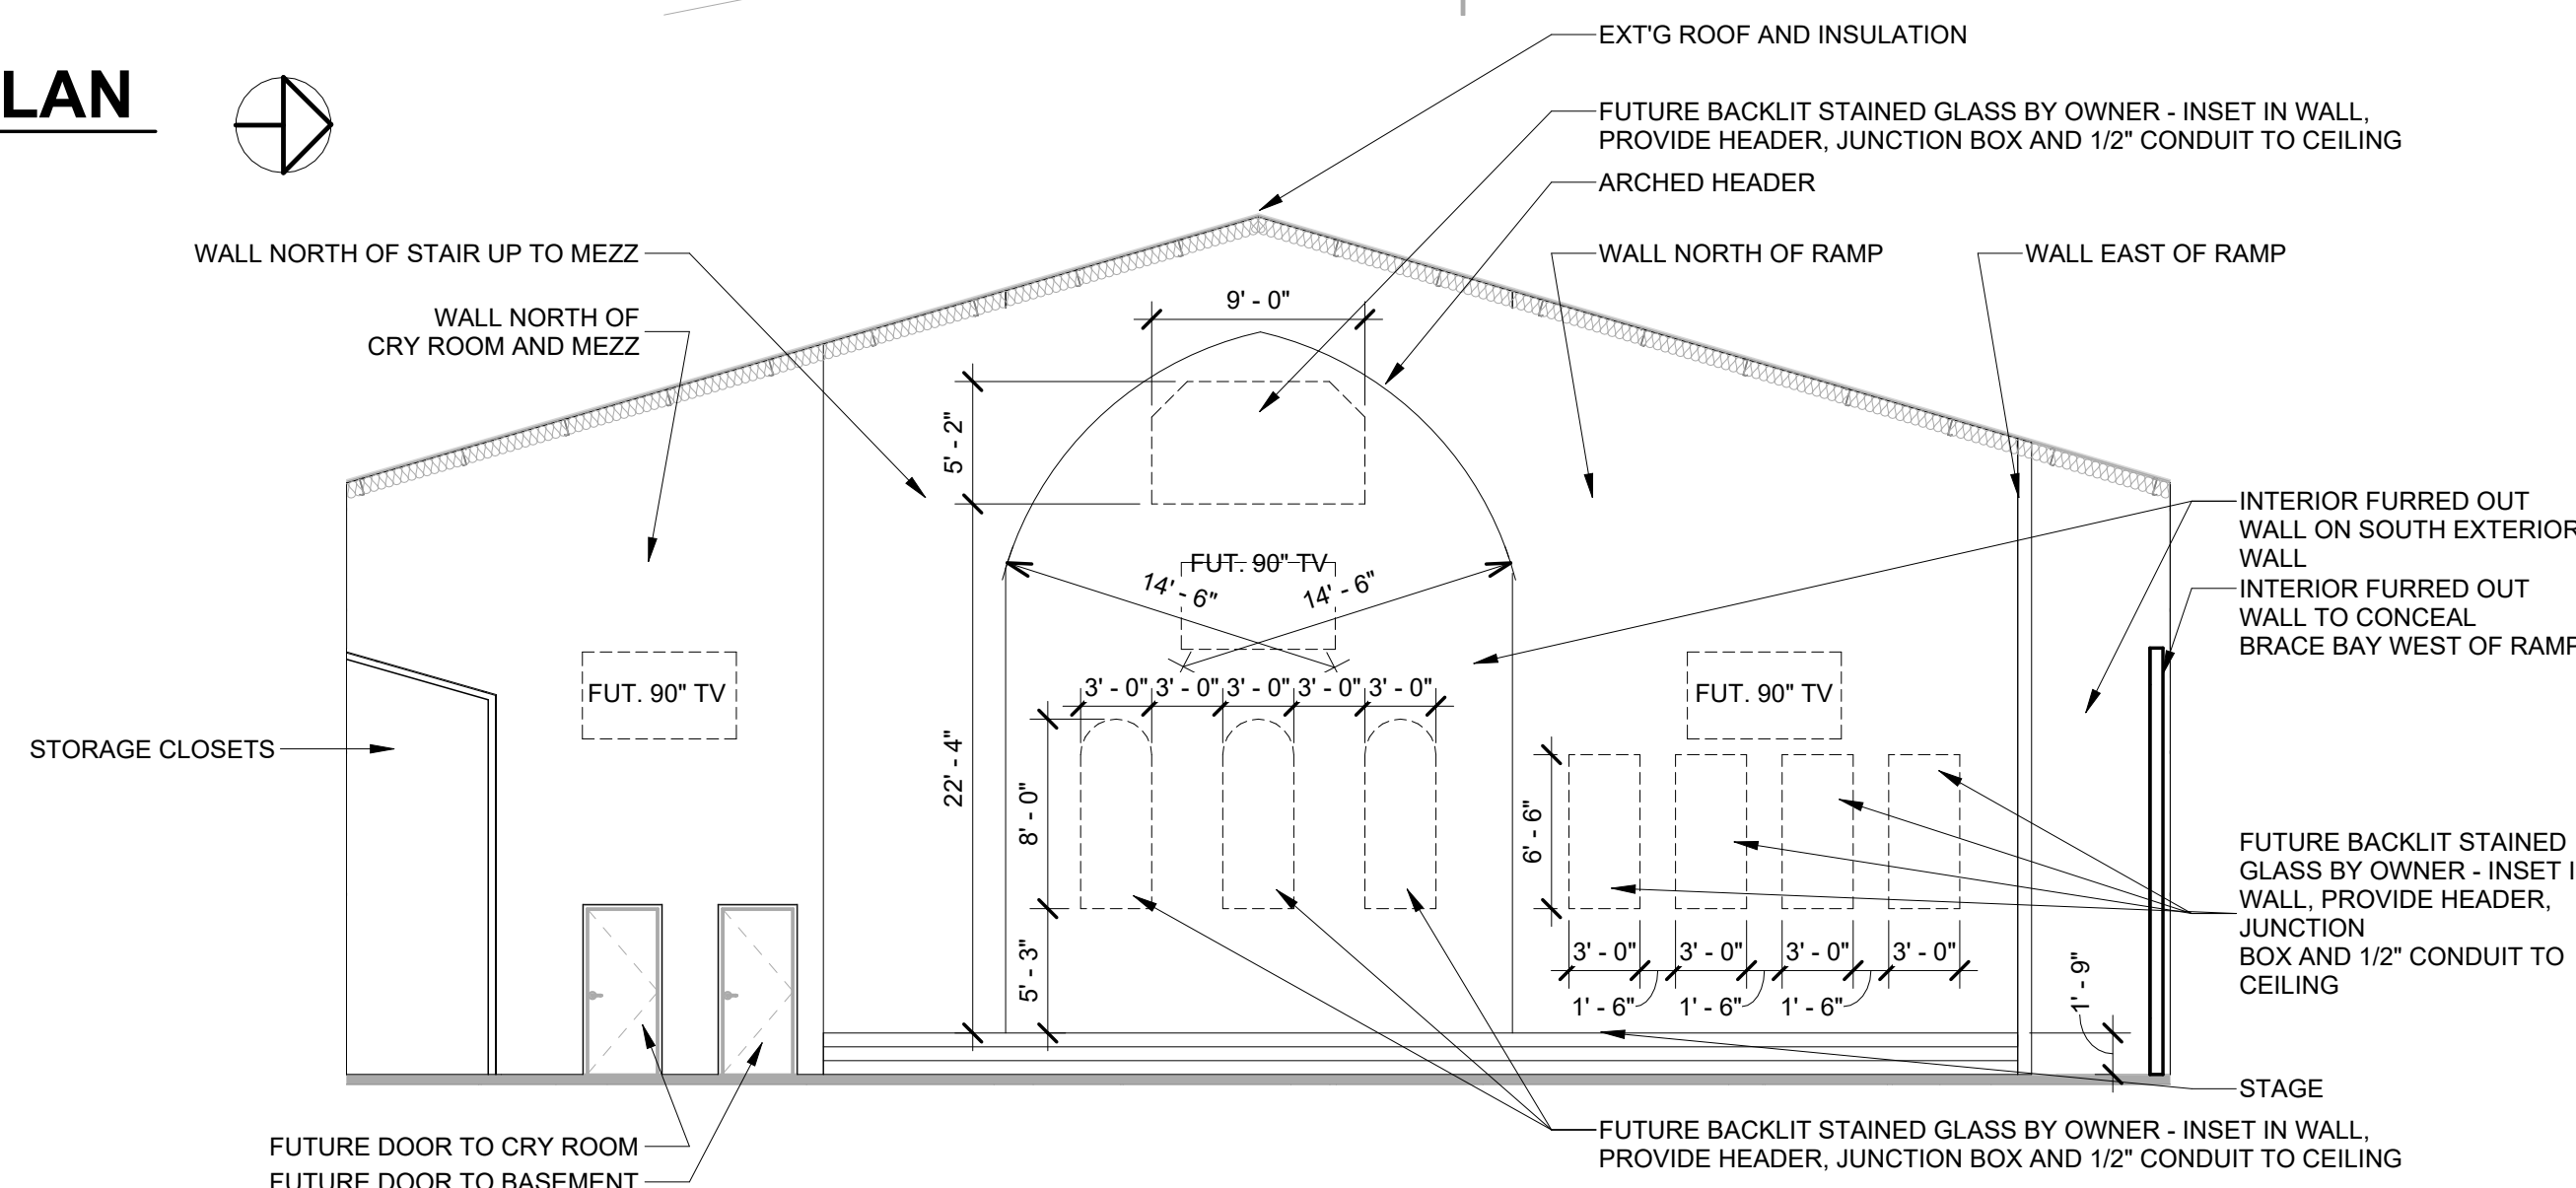 LAN
EXT'G ROOF AND INSULATION
FUTURE BACKLIT STAINED GLASS BY OWNER - INSET IN WALL,
PROVIDE HEADER, JUNCTION BOX AND 1/2" CONDUIT TO CEILING
ARCHED HEADER
WALL NORTH OF STAIR UP TO MEZZ
WALL NORTH OF RAMP
WALL EAST OF RAMP
WALL NORTH OF
CRY ROOM AND MEZZ
9' - 0"
5' - 2"
INTERIOR FURRED OUT
WALL ON SOUTH EXTERIOR
WALL
FUT. 90" TV
14' - 6"
14' - 6"
INTERIOR FURRED OUT
WALL TO CONCEAL
BRACE BAY WEST OF RAMP
FUT. 90" TV
3' - 0"
3' - 0"
3' - 0"
3' - 0"
3' - 0"
FUT. 90" TV
STORAGE CLOSETS
22' - 4"
8' - 0"
6' - 6"
FUTURE BACKLIT STAINED
GLASS BY OWNER - INSET I
WALL, PROVIDE HEADER,
JUNCTION
BOX AND 1/2" CONDUIT TO
CEILING
5' - 3"
3' - 0"
3' - 0"
3' - 0"
3' - 0"
1' - 6"
1' - 6"
1' - 6"
1' - 9"
STAGE
FUTURE BACKLIT STAINED GLASS BY OWNER - INSET IN WALL,
PROVIDE HEADER, JUNCTION BOX AND 1/2" CONDUIT TO CEILING
FUTURE DOOR TO CRY ROOM
FUTURE DOOR TO BASEMENT